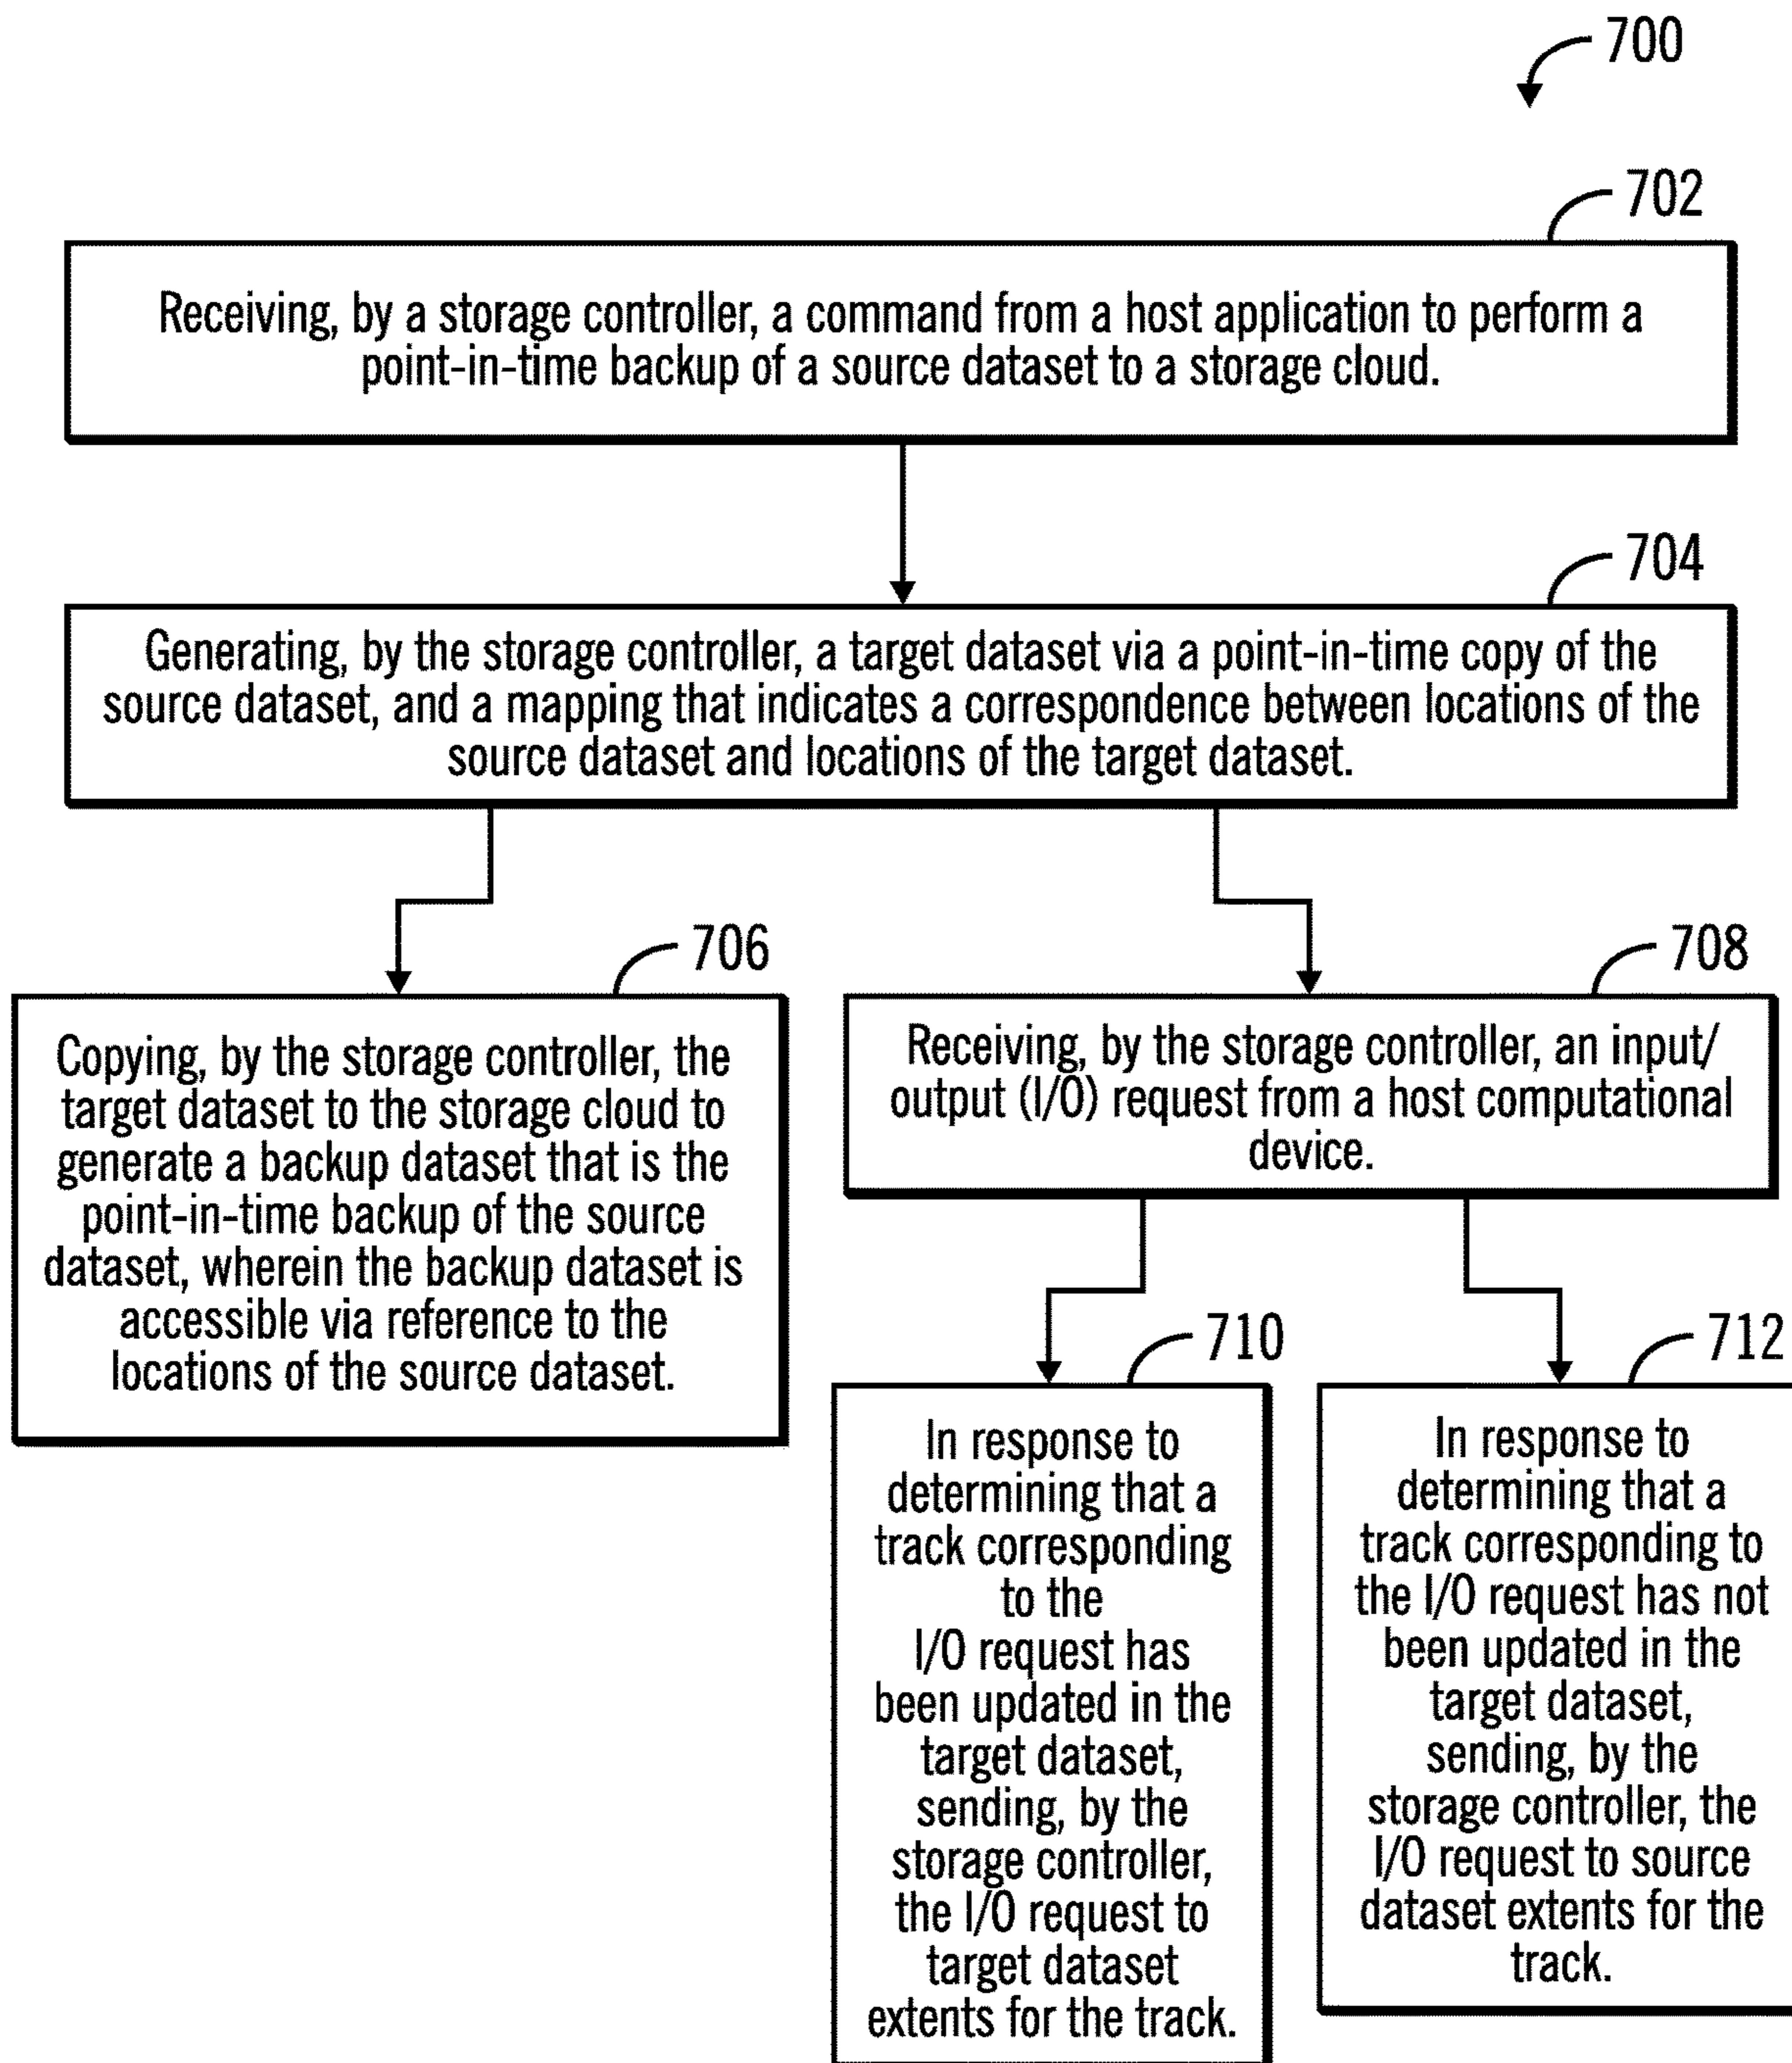 700
702
Receiving, by a storage controller, a command from a host application to perform a
point-in-time backup of a source dataset to a storage cloud.
704
Generating, by the storage controller, a target dataset via a point-in-time copy of the
source dataset, and a mapping that indicates a correspondence between locations of the
source dataset and locations of the target dataset.
706
Copying, by the storage controller, the
target dataset to the storage cloud to
generate a backup dataset that is the
point-in-time backup of the source
dataset, wherein the backup dataset is
accessible via reference to the
locations of the source dataset.
708
Receiving, by the storage controller, an input/
output (I/O) request from a host computational
device.
710
In response to
determining that a
track corresponding
to the
I/O request has
been updated in the
target dataset,
sending, by the
storage controller,
the I/O request to
target dataset
extents for the track.
712
In response to
determining that a
track corresponding to
the I/O request has not
been updated in the
target dataset,
sending, by the
storage controller, the
I/O request to source
dataset extents for the
track.